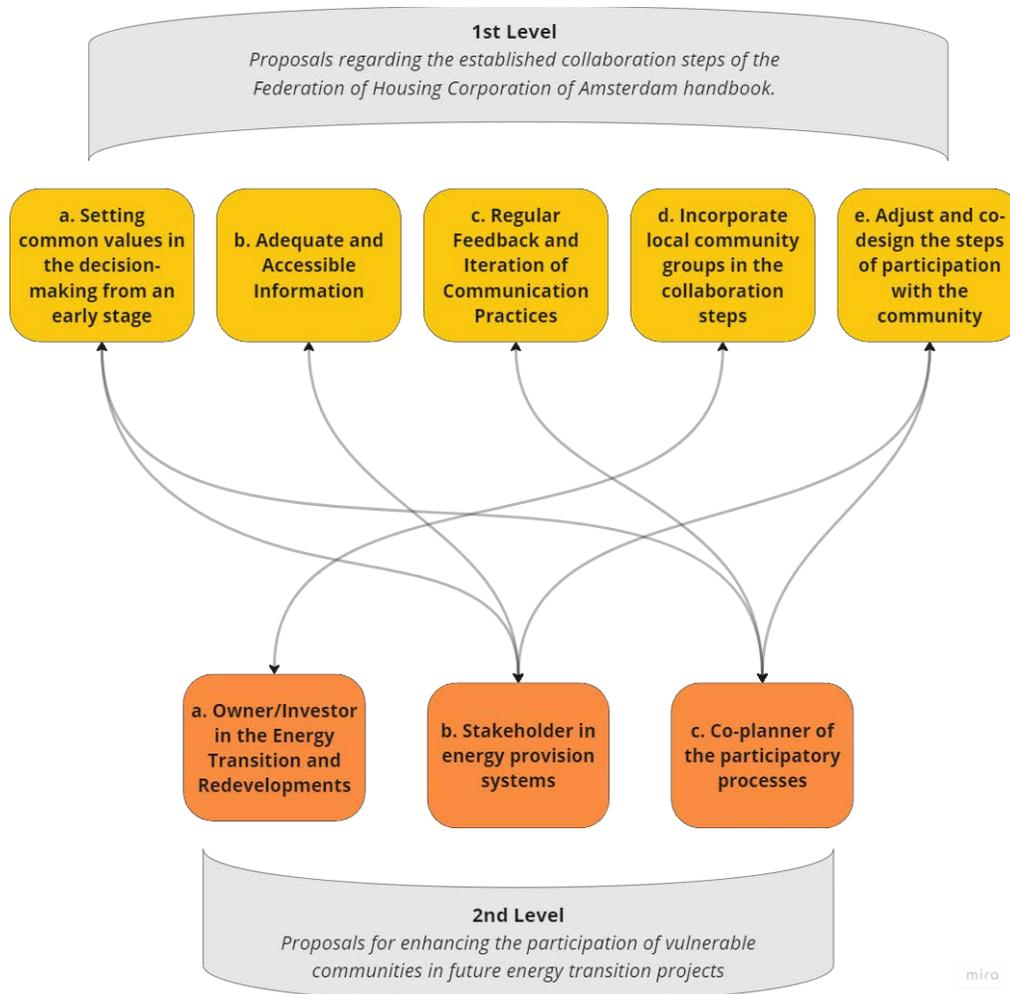 1st Level
Proposals regarding the established collaboration steps of the
Federation of Housing Corporation of Amsterdam handbook.
a. Setting
common values in
the decision-
making from an
early stage
b. Adequate and
Accessible
Information
c. Regular
Feedback and
Iteration of
Communication
Practices
d. Incorporate
local community
groups in the
collaboration
steps
e. Adjust and co-
design the steps
of participation
with the
community
a. Owner/Investor
in the Energy
Transition and
Redevelopments
b. Stakeholder in
energy provision
systems
c. Co-planner of
the participatory
processes
2nd Level
Proposals for enhancing the participation of vulnerable
communities in future energy transition projects
miro